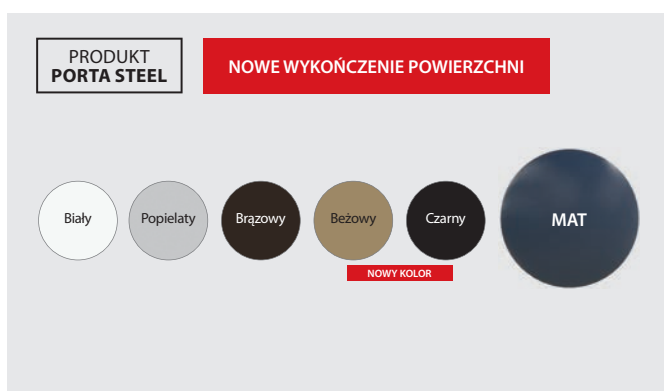 PRODUKT
PORTA STEEL
NOWE WYKOŃCZENIE POWIERZCHNI
Biały
Popielaty
Brązowy
Beżowy
Czarny
MAT
NOWY KOLOR